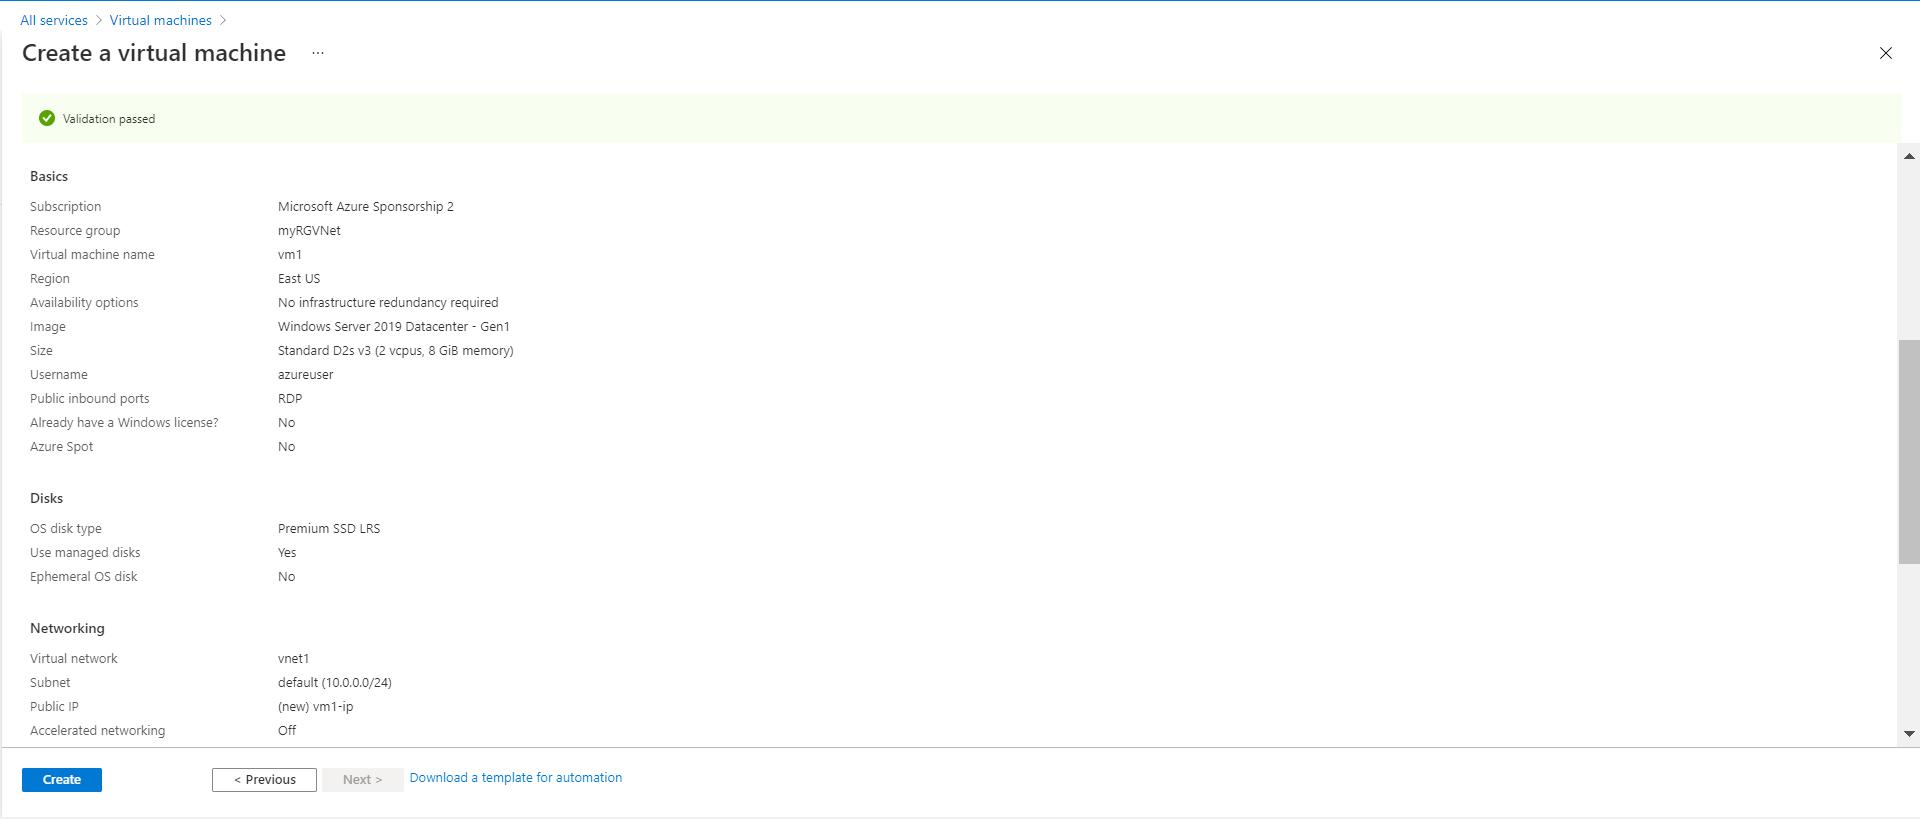 All services > Virtual machines >
Create a virtual machine ...
Validation passed
Basics
Subscription Microsoft Azure Sponsorship 2
Resource group myRGVNet
Virtual machine name vm1
Region East US
Availability options No infrastructure redundancy required
Image Windows Server 2019 Datacenter - Gen1
Size Standard D2s v3 (2 vcpus, 8 GiB memory)
Username azureuser
Public inbound ports RDP
Already have a Windows license? No
Azure Spot No
Disks
OS disk type Premium SSD LRS
Use managed disks Yes
Ephemeral OS disk No
Networking
Virtual network vnet1
Subnet default (10.0.0.0/24)
Public IP (new) vm1-ip
Accelerated networking Off
Create < Previous Next > Download a template for automation